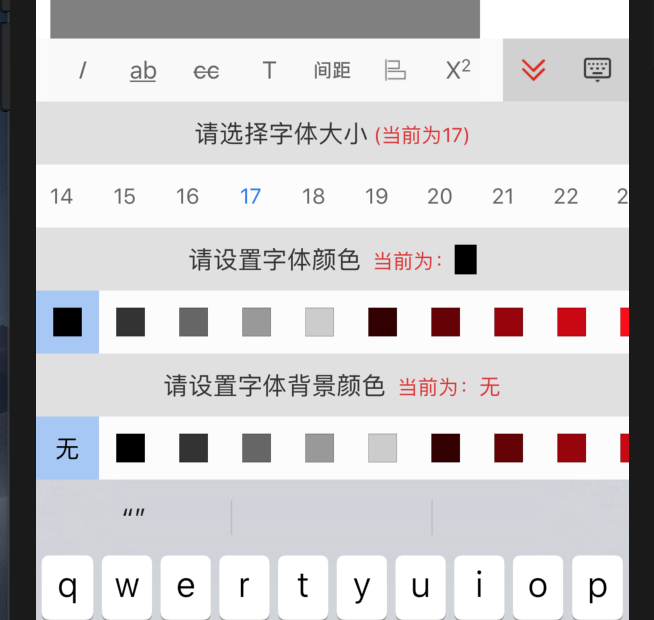 I ab cc T 间距 X²
请选择字体大小 (当前为17)
14 15 16 17 18 19 20 21 22 2
请设置字体颜色 当前为:
请设置字体背景颜色 当前为: 无
无
“”
q w e r t y u i o p